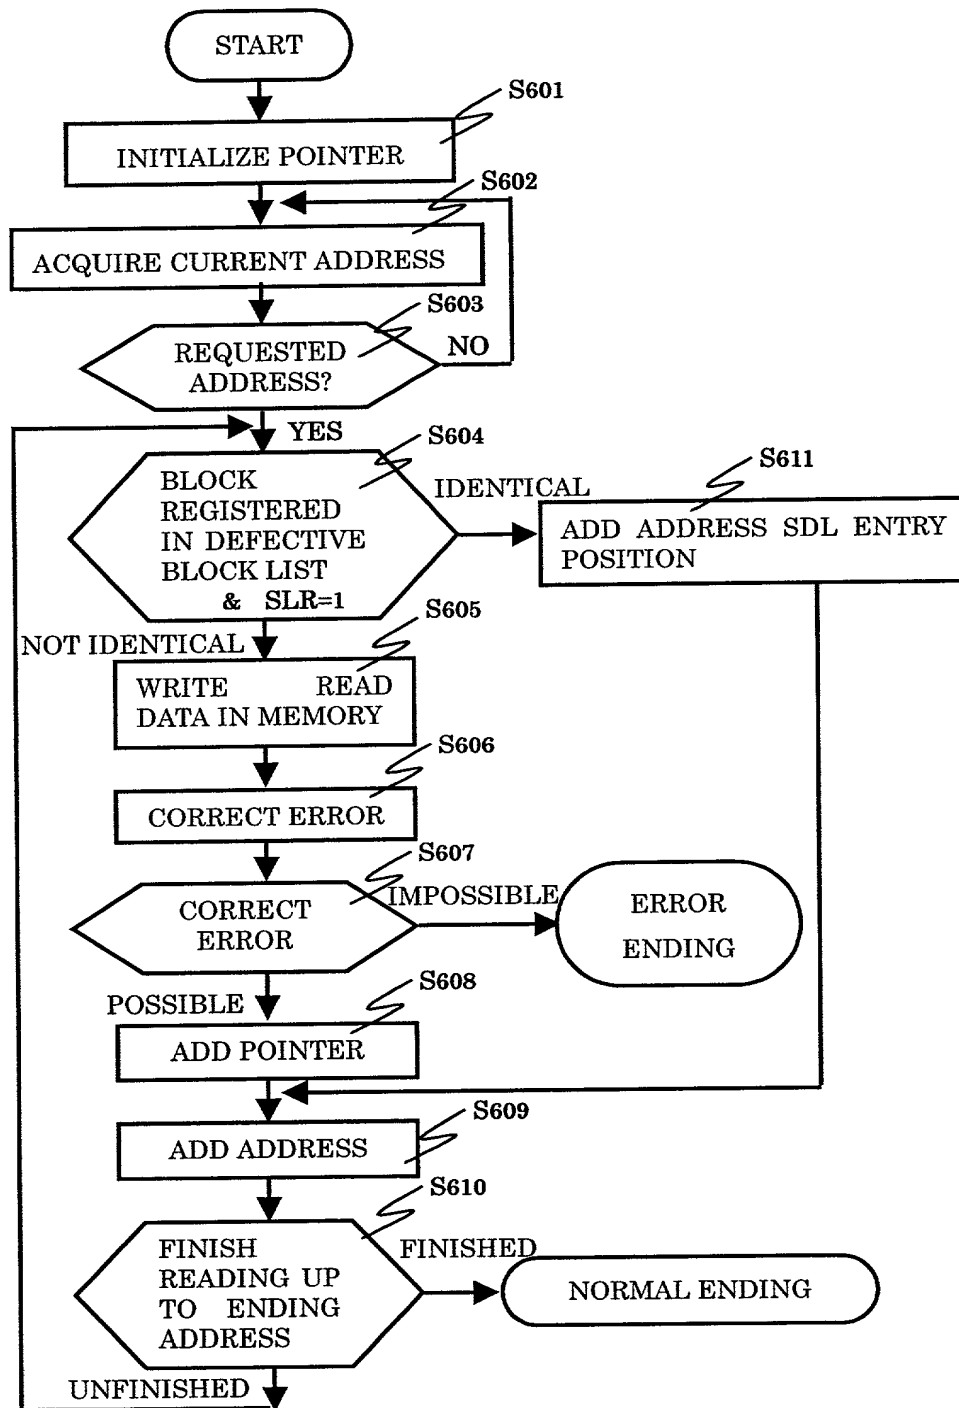 START
S601
INITIALIZE POINTER
S602
ACQUIRE CURRENT ADDRESS
S603
REQUESTED
ADDRESS?
NO
YES
S604
BLOCK
REGISTERED
IN DEFECTIVE
BLOCK LIST
& SLR=1
IDENTICAL
S611
ADD ADDRESS SDL ENTRY
POSITION
NOT IDENTICAL
S605
WRITE READ
DATA IN MEMORY
S606
CORRECT ERROR
S607
CORRECT
ERROR
IMPOSSIBLE
ERROR
ENDING
POSSIBLE
S608
ADD POINTER
S609
ADD ADDRESS
S610
FINISH
READING UP
TO ENDING
ADDRESS
FINISHED
NORMAL ENDING
UNFINISHED